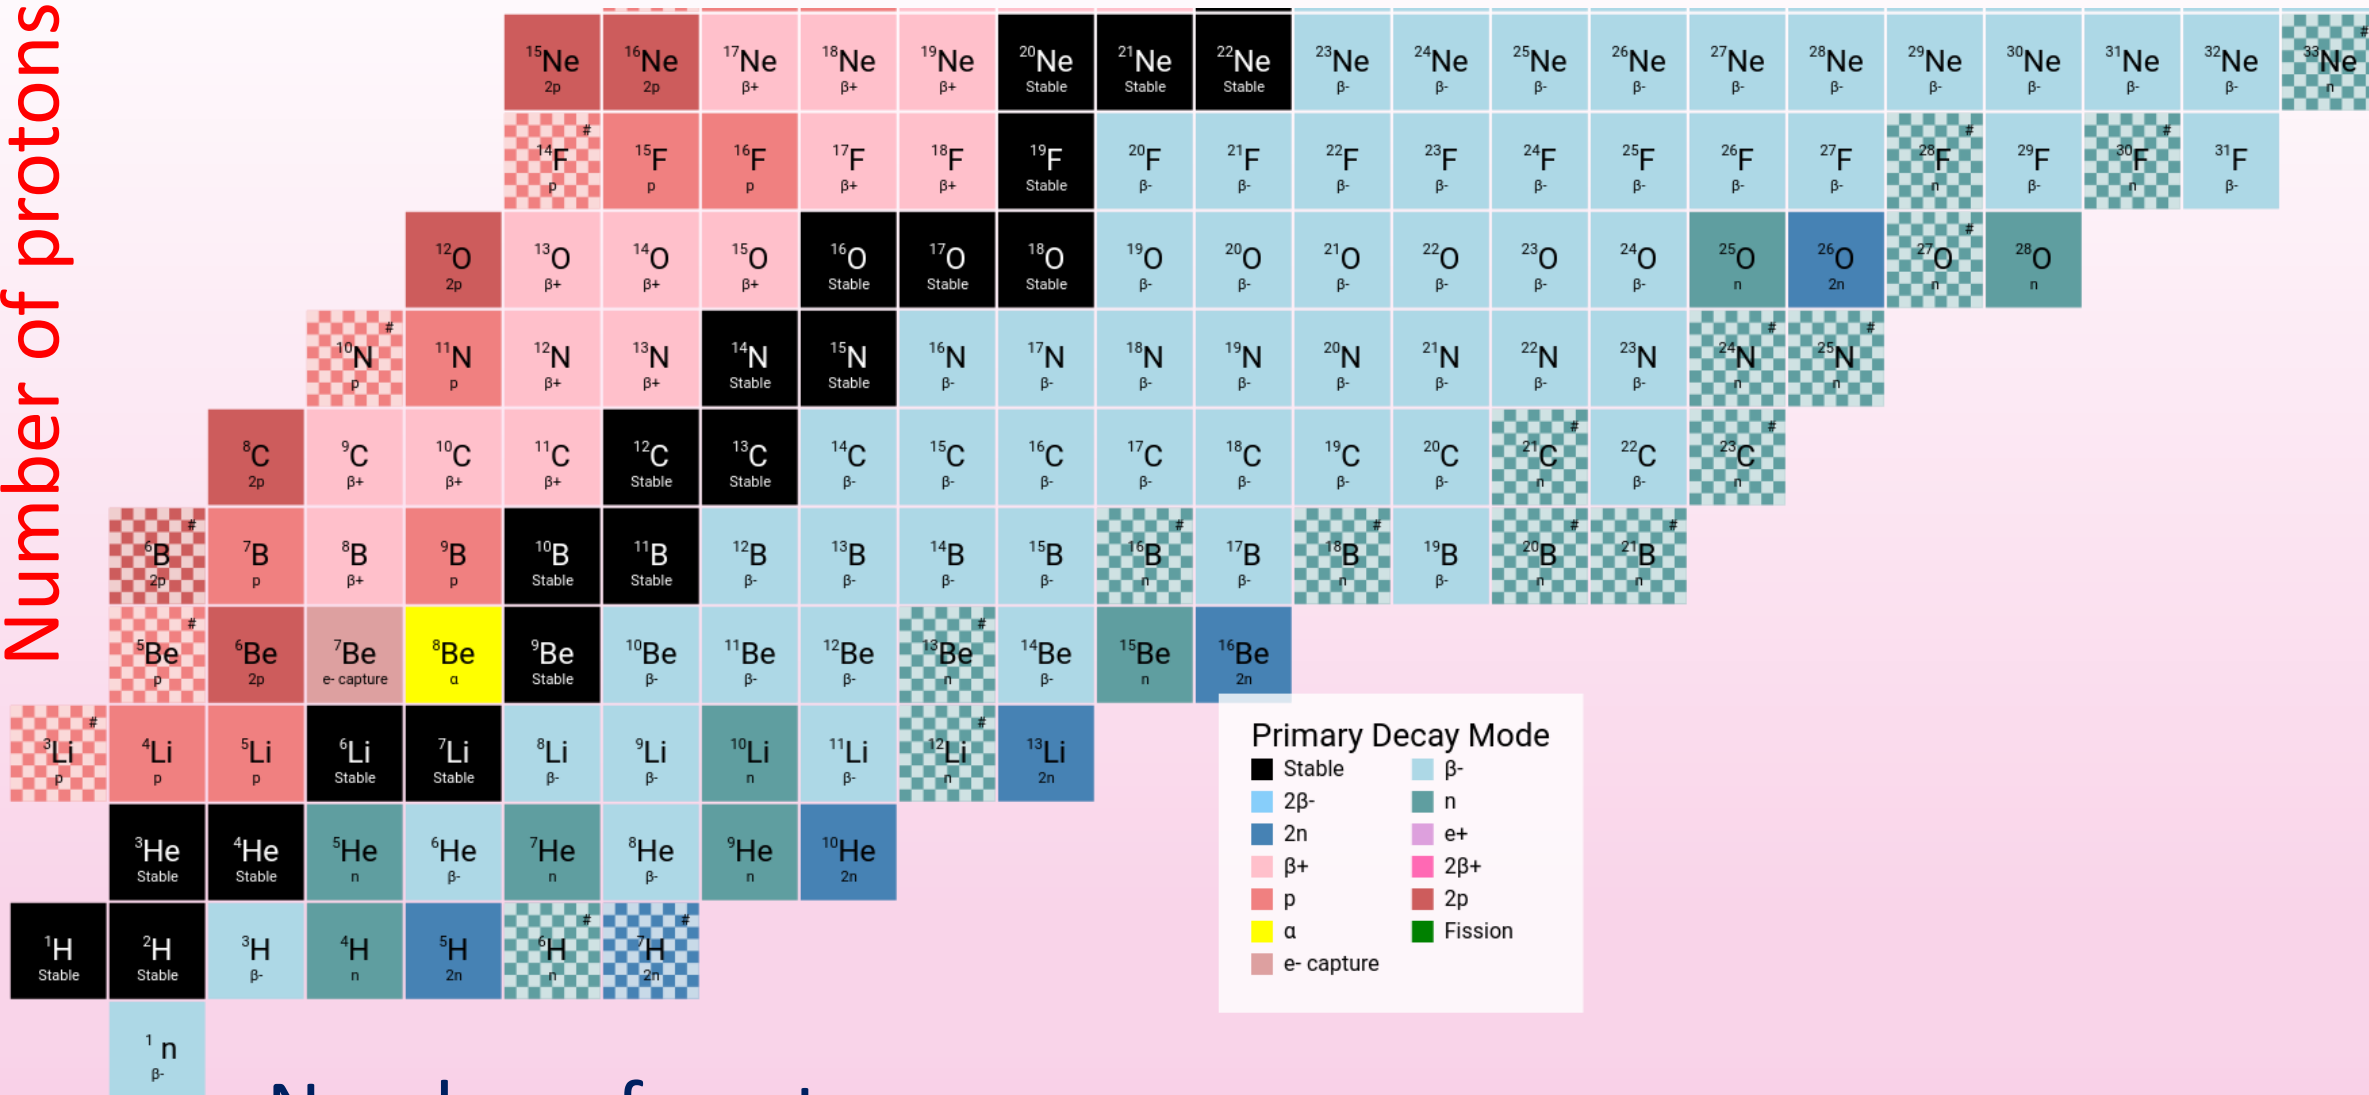 Number of protons
15Ne 16Ne 17Ne 18Ne 19Ne 20Ne 21Ne 22Ne 23Ne 24Ne 25Ne 26Ne 27Ne 28Ne 29Ne 30Ne 31Ne 32Ne 33Ne #
2p 2p β+ β+ β+ Stable Stable Stable β- β- β- β- β- β- β- β- β- β- n
14F # 15F 16F 17F 18F 19F 20F 21F 22F 23F 24F 25F 26F 27F 28F # 29F 30F # 31F
p p p β+ β+ Stable β- β- β- β- β- β- β- β- n β- n β-
12O 13O 14O 15O 16O 17O 18O 19O 20O 21O 22O 23O 24O 25O 26O 27O # 28O
2p β+ β+ β+ Stable Stable Stable β- β- β- β- β- β- n 2n n n
10N # 11N 12N 13N 14N 15N 16N 17N 18N 19N 20N 21N 22N 23N 24N # 25N #
p p β+ β+ Stable Stable β- β- β- β- β- β- β- β- n n
8C 9C 10C 11C 12C 13C 14C 15C 16C 17C 18C 19C 20C 21C # 22C 23C #
2p β+ β+ β+ Stable Stable β- β- β- β- β- β- β- n β- n
6B # 7B 8B 9B 10B 11B 12B 13B 14B 15B 16B # 17B 18B # 19B 20B # 21B #
2p p β+ p Stable Stable β- β- β- β- n β- n β- n n
5Be # 6Be 7Be 8Be 9Be 10Be 11Be 12Be 13Be # 14Be 15Be 16Be
p 2p e- capture α Stable β- β- β- n β- n 2n
3Li # 4Li 5Li 6Li 7Li 8Li 9Li 10Li 11Li 12Li # 13Li
p p p Stable Stable β- β- n β- n 2n
3He 4He 5He 6He 7He 8He 9He 10He
Stable Stable n β- n β- n 2n
1H 2H 3H 4H 5H 6H # 7H #
Stable Stable β- n 2n n 2n
1 n
β-
Primary Decay Mode
Stable β-
2β- n
2n e+
β+ 2β+
p 2p
α Fission
e- capture